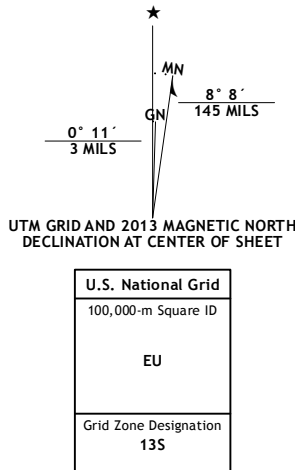 ★
MN
GN
8° 8´
145 MILS
0° 11´
3 MILS
UTM GRID AND 2013 MAGNETIC NORTH
DECLINATION AT CENTER OF SHEET
U.S. National Grid
100,000-m Square ID
EU
Grid Zone Designation
13S